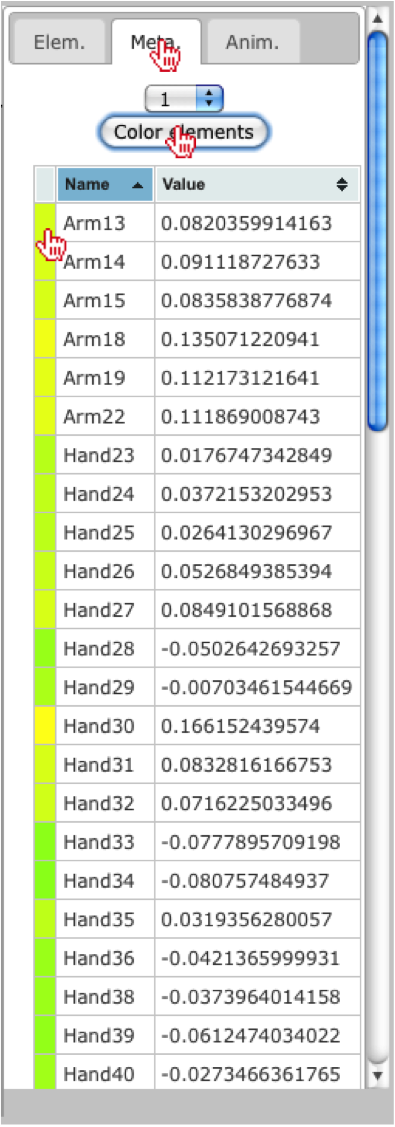 Elem. Meta. Anim.
1
Color elements
Name Value
Arm13 0.0820359914163
Arm14 0.091118727633
Arm15 0.0835838776874
Arm18 0.135071220941
Arm19 0.112173121641
Arm22 0.111869008743
Hand23 0.0176747342849
Hand24 0.0372153202953
Hand25 0.0264130296967
Hand26 0.0526849385394
Hand27 0.0849101568868
Hand28 -0.0502642693257
Hand29 -0.00703461544669
Hand30 0.166152439574
Hand31 0.0832816166753
Hand32 0.0716225033496
Hand33 -0.0777895709198
Hand34 -0.080757484937
Hand35 0.0319356280057
Hand36 -0.0421365999931
Hand38 -0.0373964014158
Hand39 -0.0612474034022
Hand40 -0.0273466361765